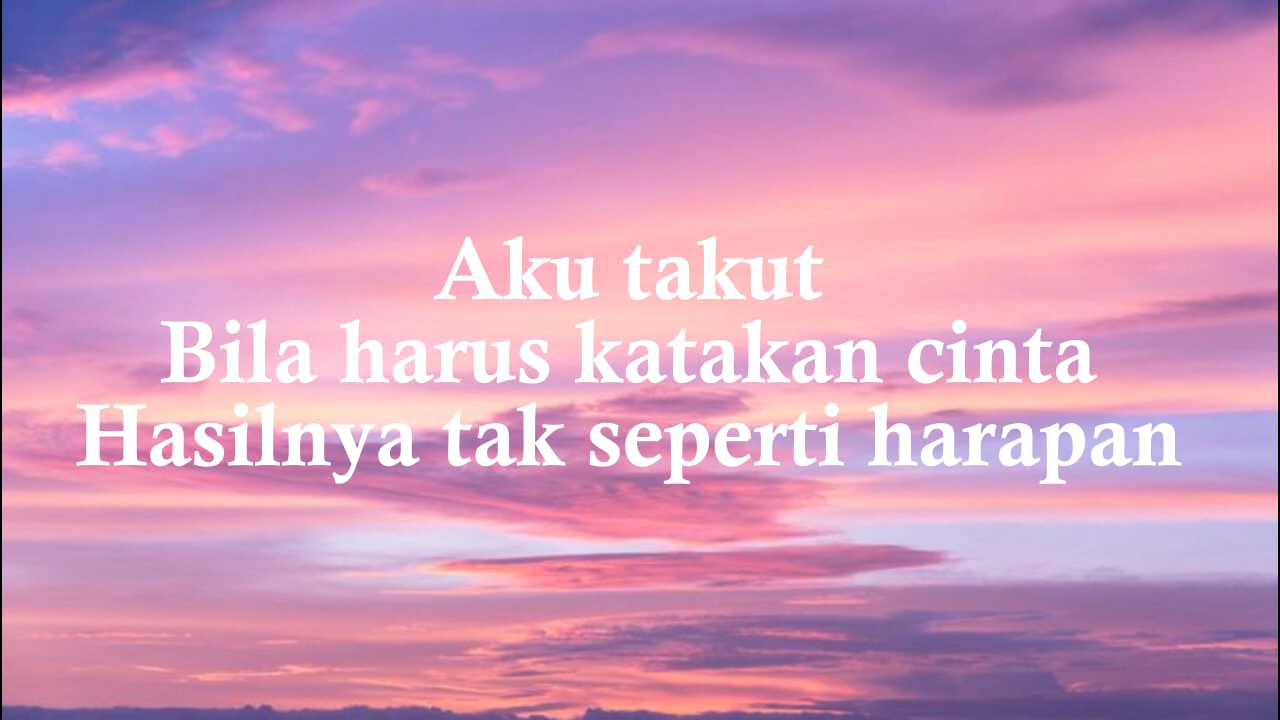 Aku takut
Bila harus katakan cinta
Hasilnya tak seperti harapan